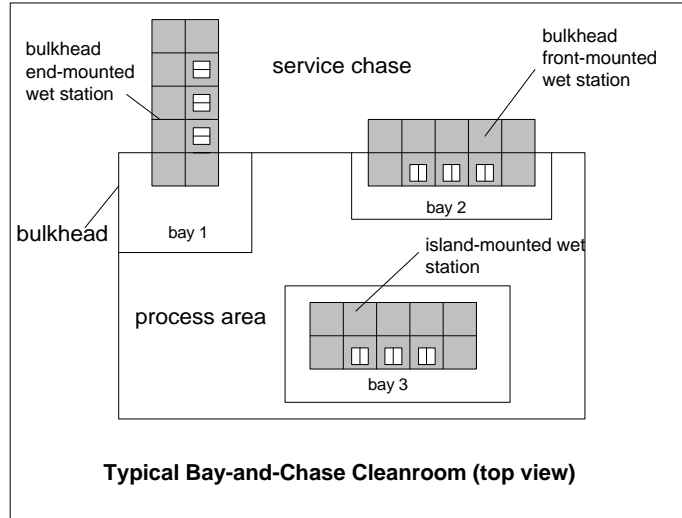 bulkhead
end-mounted
wet station
service chase
bulkhead
front-mounted
wet station
bulkhead
bay 1
bay 2
island-mounted wet
station
process area
bay 3
Typical Bay-and-Chase Cleanroom (top view)